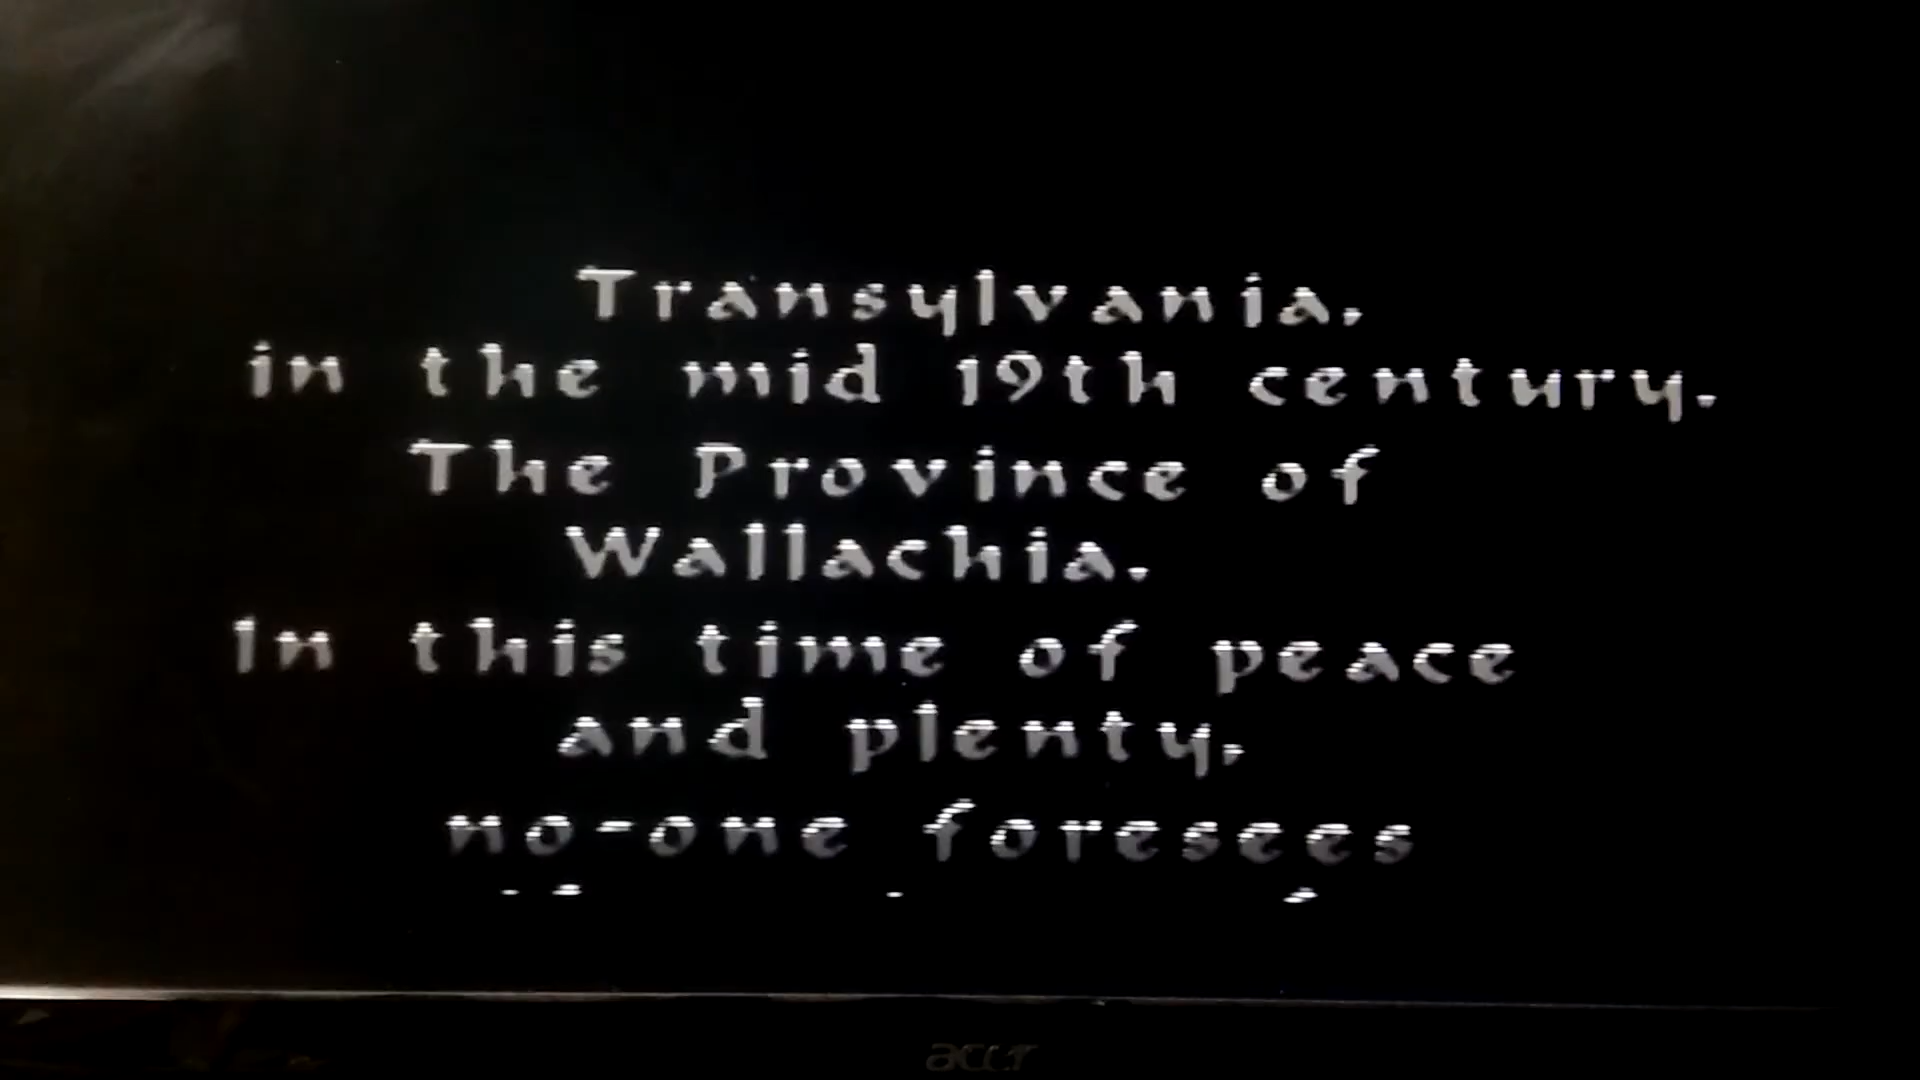 Transylvania,
in the mid 19th century.
The Province of
Wallachia.
In this time of peace
and plenty,
no-one foresees
acer